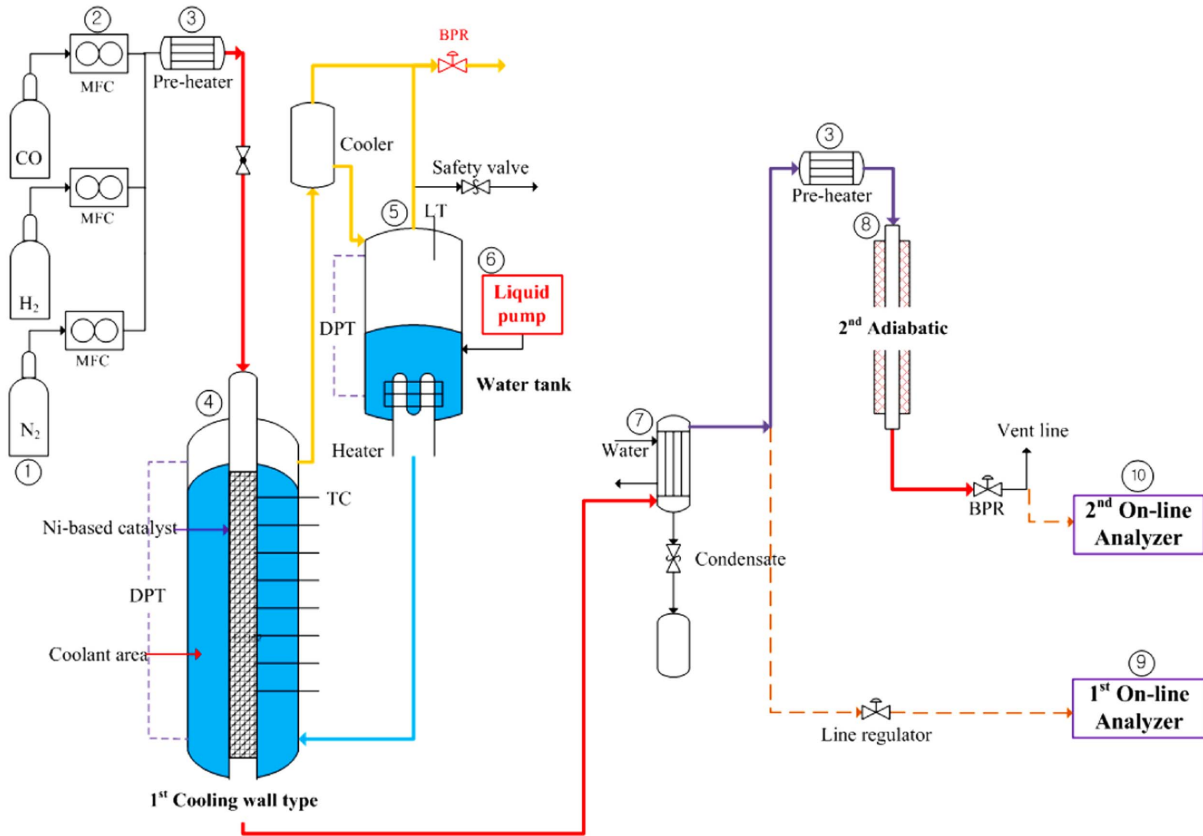 ①
②
③
MFC
Pre-heater
CO
MFC
H₂
MFC
N₂
BPR
Cooler
Safety valve
LT
⑤
⑥
Liquid
pump
DPT
Water tank
Heater
④
TC
Ni-based catalyst
DPT
Coolant area
1st Cooling wall type
⑦
Water
Condensate
③
Pre-heater
⑧
2nd Adiabatic
Vent line
BPR
⑩
2nd On-line
Analyzer
⑨
1st On-line
Analyzer
Line regulator